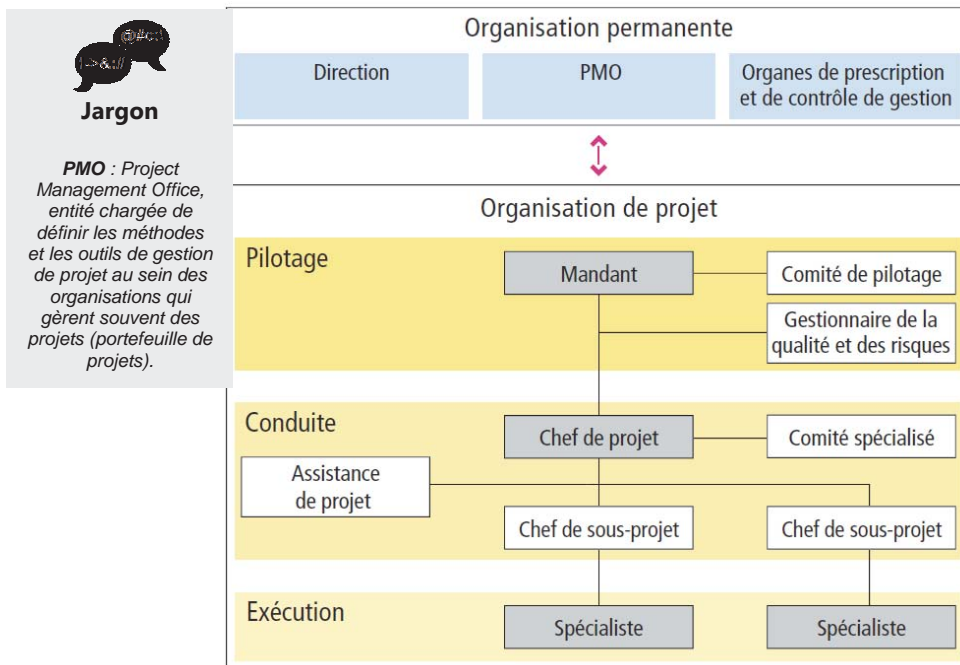 @#c:!
!->&://
Jargon
PMO : Project
Management Office,
entité chargée de
définir les méthodes
et les outils de gestion
de projet au sein des
organisations qui
gèrent souvent des
projets (portefeuille de
projets).
Organisation permanente
Direction
PMO
Organes de prescription
et de contrôle de gestion
Organisation de projet
Pilotage
Mandant
Comité de pilotage
Gestionnaire de la
qualité et des risques
Conduite
Chef de projet
Comité spécialisé
Assistance
de projet
Chef de sous-projet
Chef de sous-projet
Exécution
Spécialiste
Spécialiste